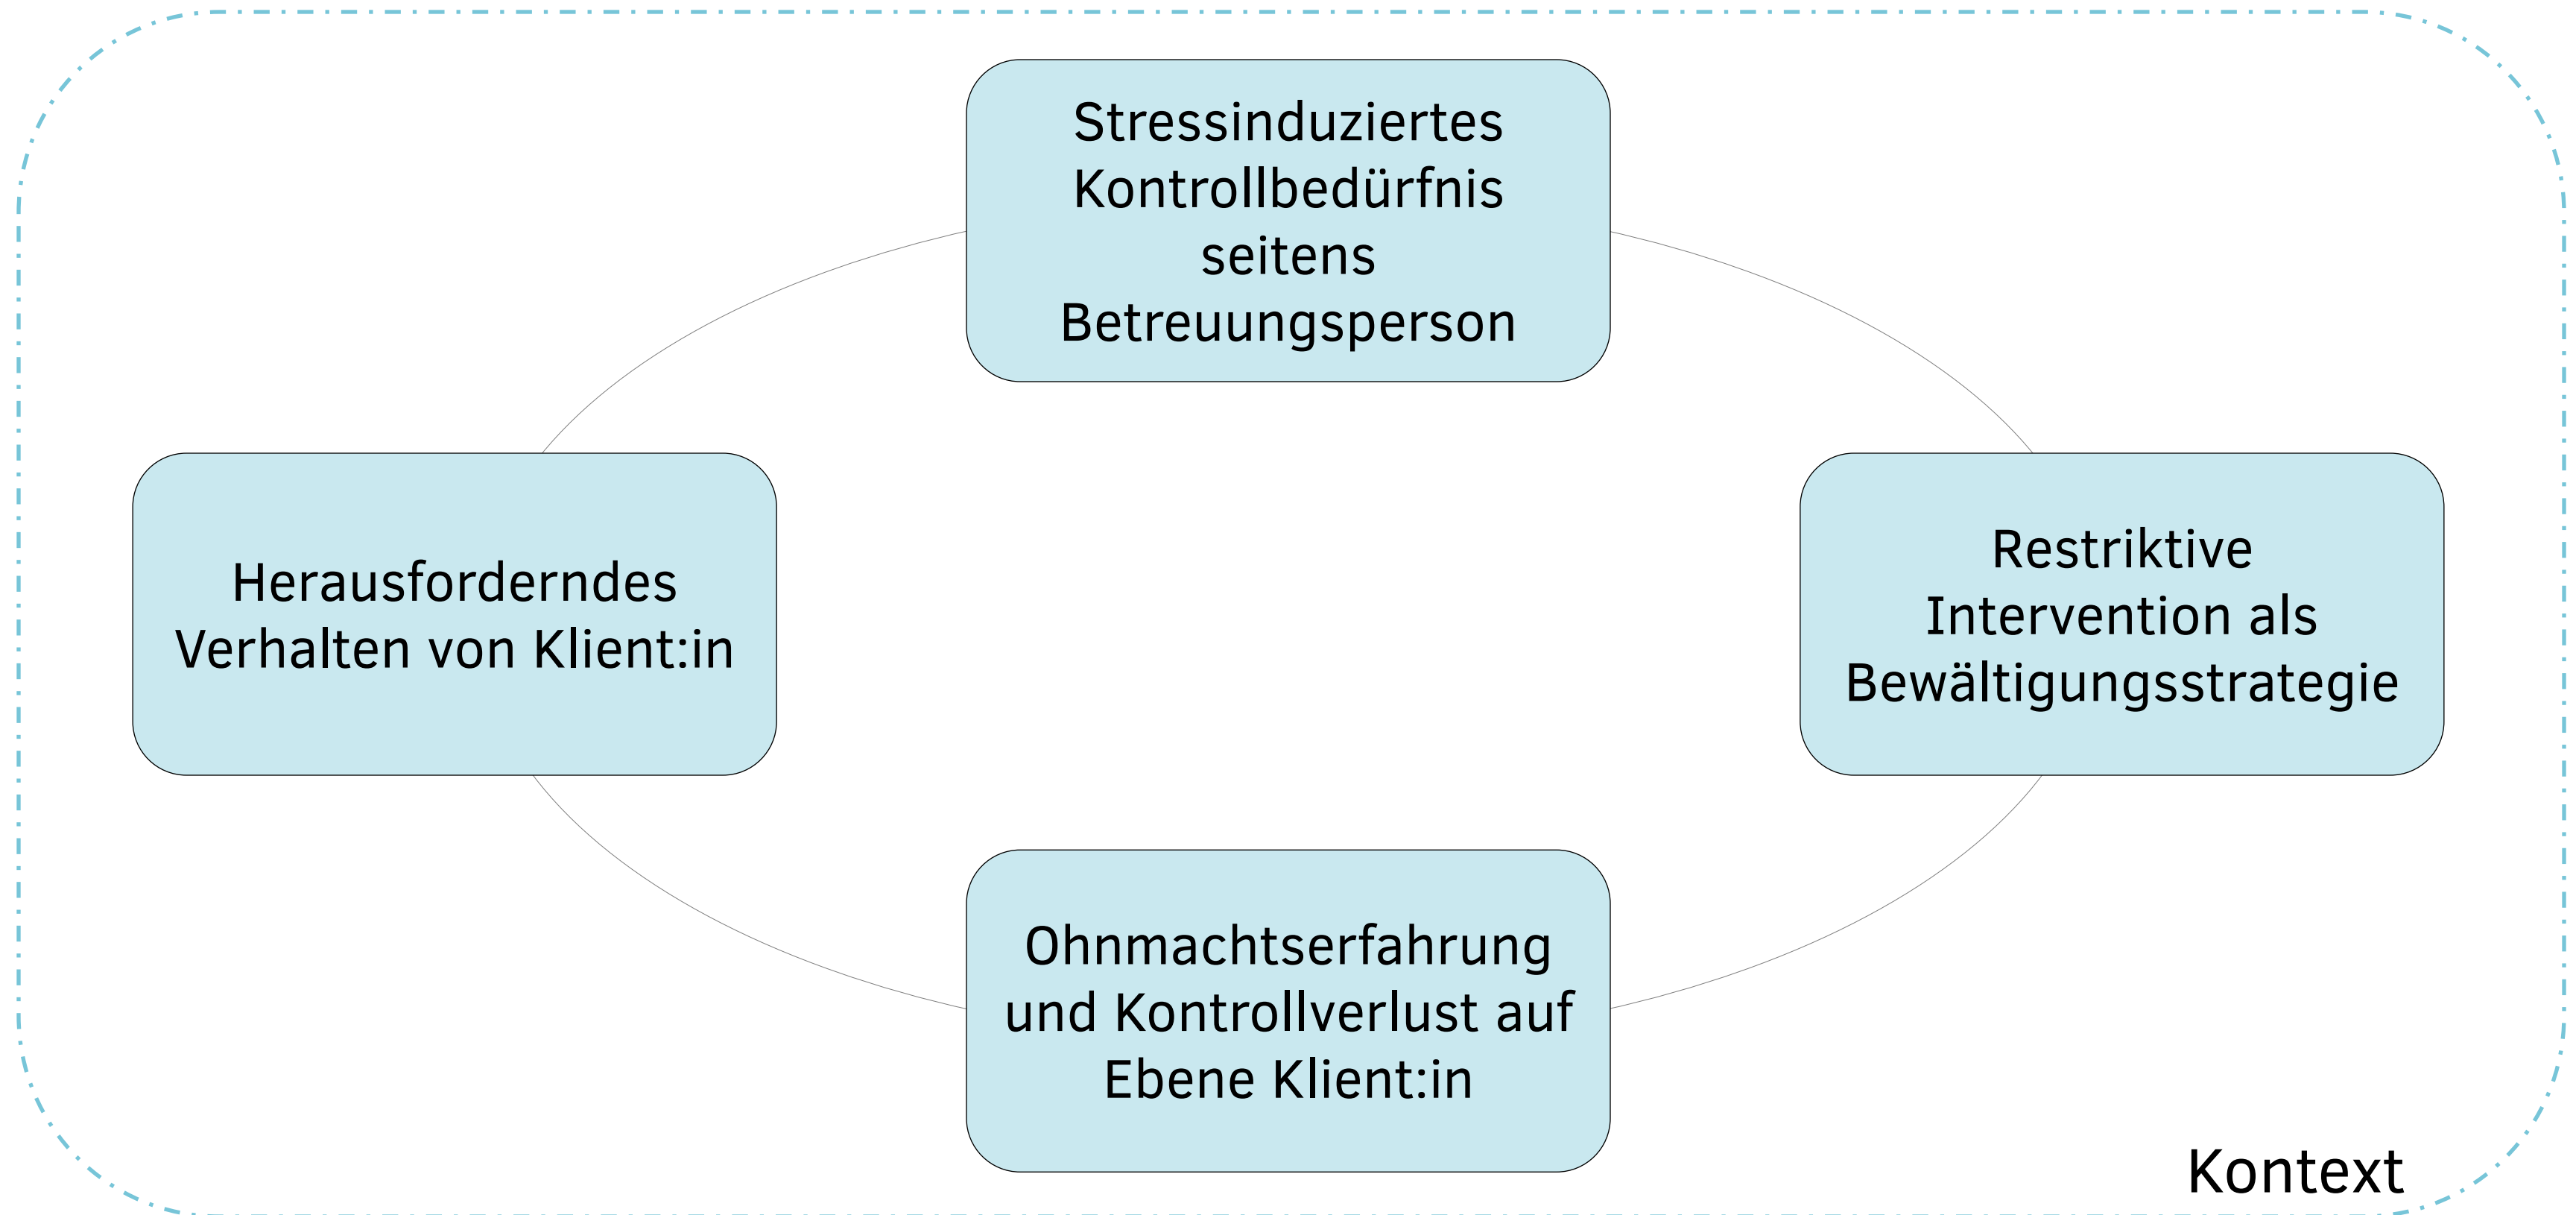 Stressinduziertes
Kontrollbedürfnis
seitens
Betreuungsperson
Herausforderndes
Verhalten von Klient:in
Restriktive
Intervention als
Bewältigungsstrategie
Ohnmachtserfahrung
und Kontrollverlust auf
Ebene Klient:in
Kontext